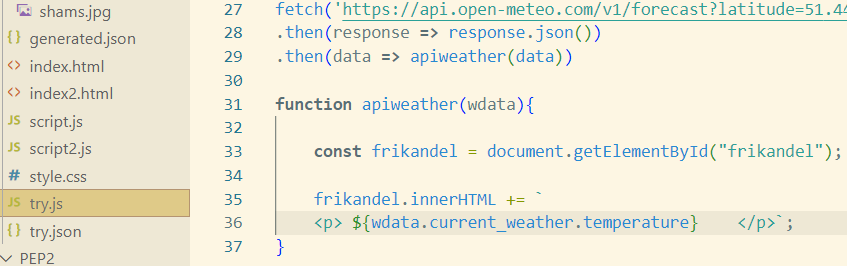 shams.jpg
{} generated.json
<> index.html
<> index2.html
JS script.js
JS script2.js
# style.css
JS try.js
{} try.json
PEP2
27 fetch('https://api.open-meteo.com/v1/forecast?latitude=51.44
28 .then(response => response.json())
29 .then(data => apiweather(data))
30
31 function apiweather(wdata){
32
33 const frikandel = document.getElementById("frikandel");
34
35 frikandel.innerHTML += `
36 <p> ${wdata.current_weather.temperature}    </p>`;
37 }